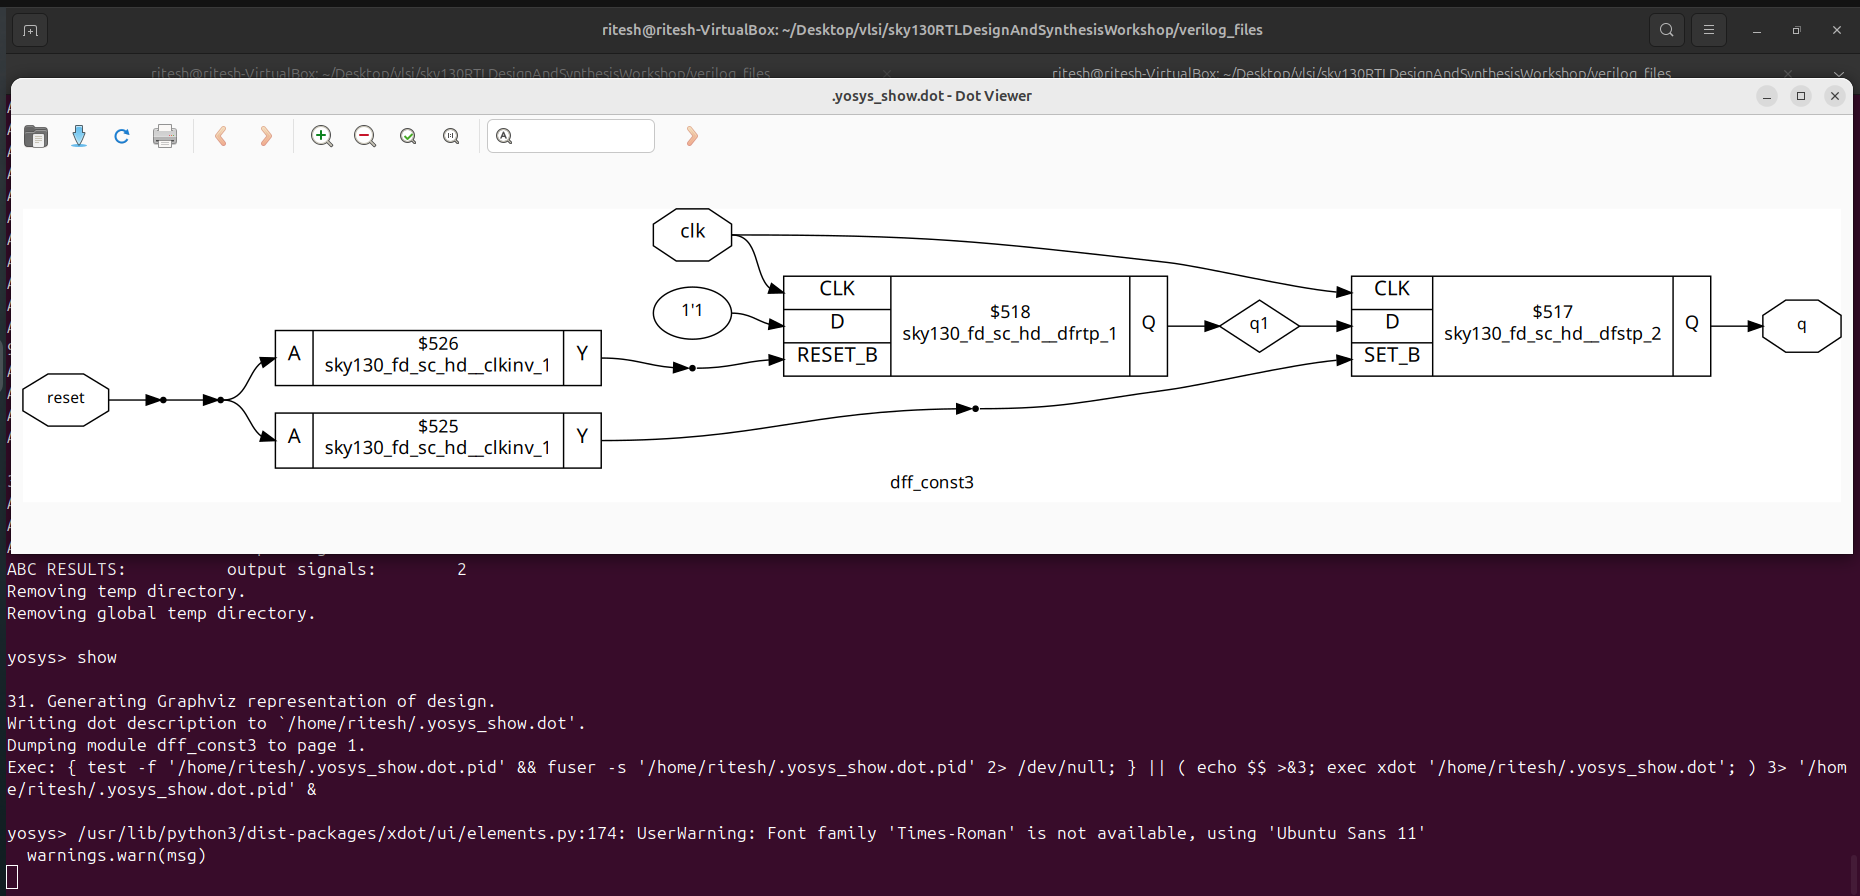 ritesh@ritesh-VirtualBox: ~/Desktop/vlsi/sky130RTLDesignAndSynthesisWorkshop/verilog_files
ritesh@ritesh-VirtualBox: ~/Desktop/vlsi/sky130RTLDesignAndSynthesisWorkshop/verilog_files
ritesh@ritesh-VirtualBox: ~/Desktop/vlsi/sky130RTLDesignAndSynthesisWorkshop/verilog_files
.yosys_show.dot - Dot Viewer
clk
CLK
$518
CLK
$517
1'1
D
sky130_fd_sc_hd__dfrtp_1
Q
q1
D
sky130_fd_sc_hd__dfstp_2
Q
q
RESET_B
SET_B
$526
A
sky130_fd_sc_hd__clkinv_1
Y
reset
$525
A
sky130_fd_sc_hd__clkinv_1
Y
dff_const3
ABC RESULTS:          output signals:        2
Removing temp directory.
Removing global temp directory.
yosys> show
31. Generating Graphviz representation of design.
Writing dot description to `/home/ritesh/.yosys_show.dot'.
Dumping module dff_const3 to page 1.
Exec: { test -f '/home/ritesh/.yosys_show.dot.pid' && fuser -s '/home/ritesh/.yosys_show.dot.pid' 2> /dev/null; } || ( echo $$ >&3; exec xdot '/home/ritesh/.yosys_show.dot'; ) 3> '/hom
e/ritesh/.yosys_show.dot.pid' &
yosys> /usr/lib/python3/dist-packages/xdot/ui/elements.py:174: UserWarning: Font family 'Times-Roman' is not available, using 'Ubuntu Sans 11'
  warnings.warn(msg)